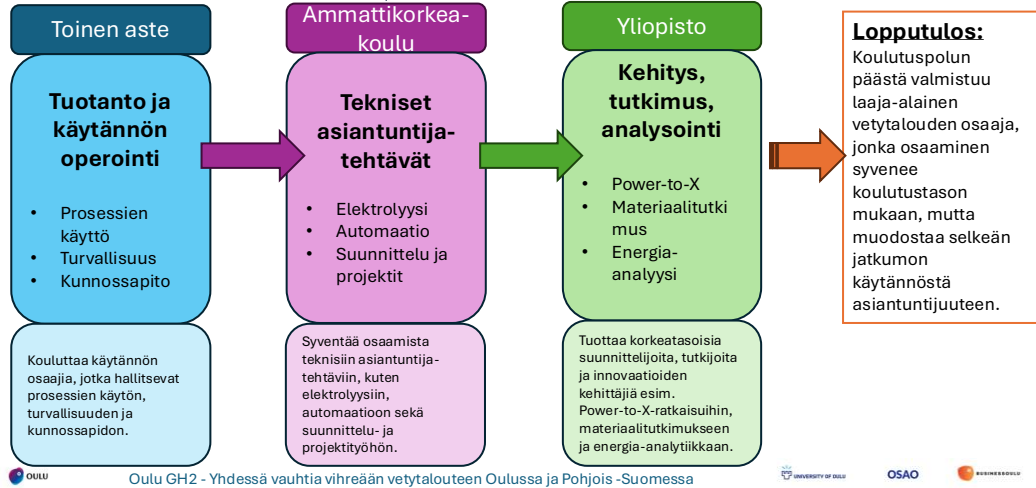 Toinen aste
Tuotanto ja
käytännön
operointi
• Prosessien
käyttö
• Turvallisuus
• Kunnossapito
Kouluttaa käytännön
osaajia, jotka hallitsevat
prosessien käytön,
turvallisuuden ja
kunnossapidon.
Ammattikorkea-
koulu
Tekniset
asiantuntija-
tehtävät
• Elektrolyysi
• Automaatio
• Suunnittelu ja
projektit
Syventää osaamista
teknisiin asiantuntija-
tehtäviin, kuten
elektrolyysiin,
automaatioon sekä
suunnittelu- ja
projektityöhön.
Yliopisto
Kehitys,
tutkimus,
analysointi
• Power-to-X
• Materiaalitutki
mus
• Energia-
analyysi
Tuottaa korkeatasoisia
suunnittelijoita, tutkijoita
ja innovaatioiden
kehittäjiä esim.
Power-to-X-ratkaisuihin,
materiaalitutkimukseen
ja energia-analytiikkaan.
Lopputulos:
Koulutuspolun
päästä valmistuu
laaja-alainen
vetytalouden osaaja,
jonka osaaminen
syvenee
koulutustason
mukaan, mutta
muodostaa selkeän
jatkumon
käytännöstä
asiantuntijuuteen.
OULU
Oulu GH2 - Yhdessä vauhtia vihreään vetytalouteen Oulussa ja Pohjois -Suomessa
UNIVERSITY OF OULU
OSAO
BUSINESSOULU